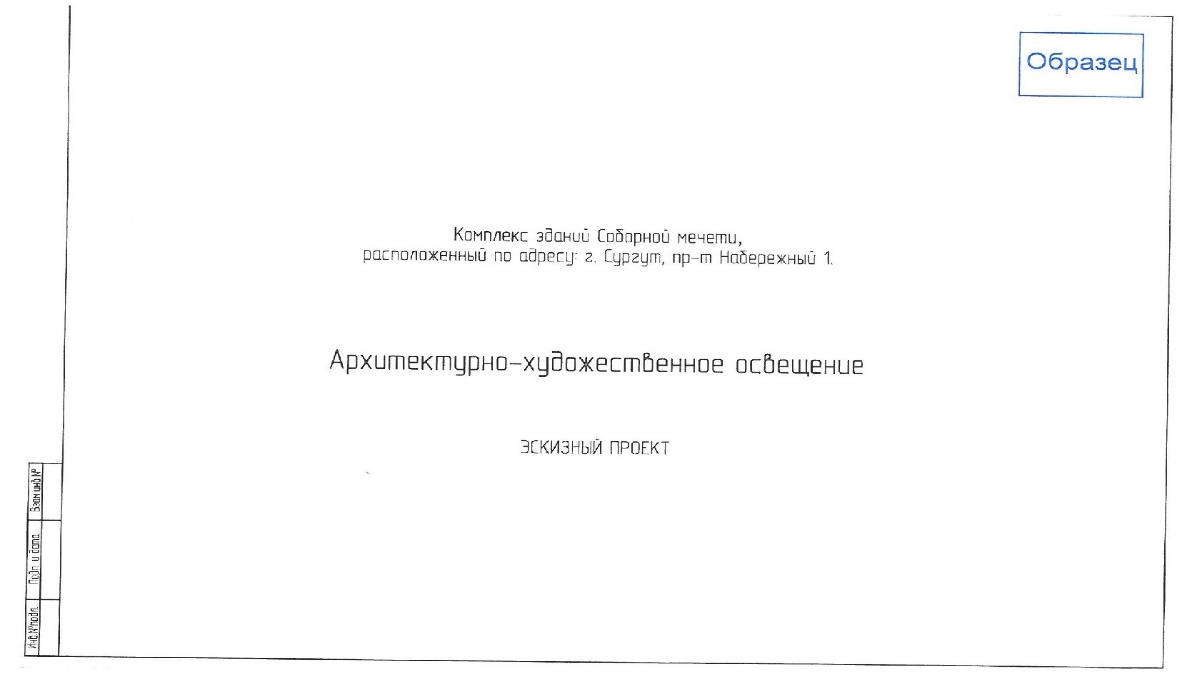 Образец
Комплекс зданий Соборной мечети,
расположенный по адресу: г. Сургут, пр-т Набережный 1.
Архитектурно-художественное освещение
ЭСКИЗНЫЙ ПРОЕКТ
Взам.инв.№
Подп. и дата
Инв.№подл.